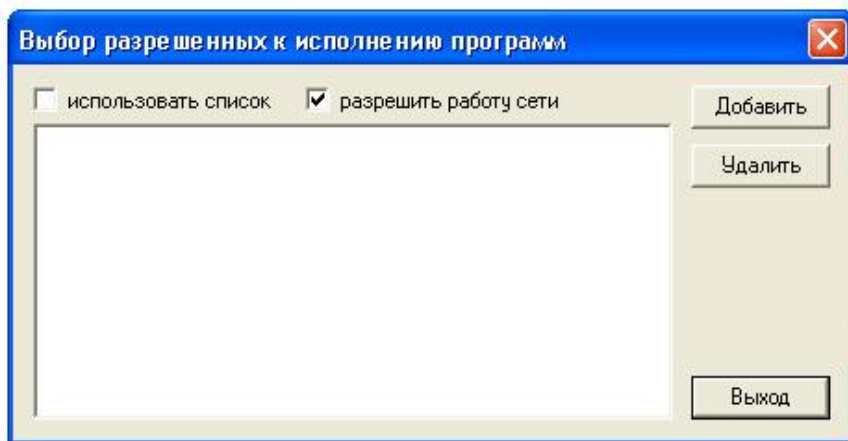 Выбор разрешенных к исполнению программ
использовать список разрешить работу сети
Добавить
Удалить
Выход